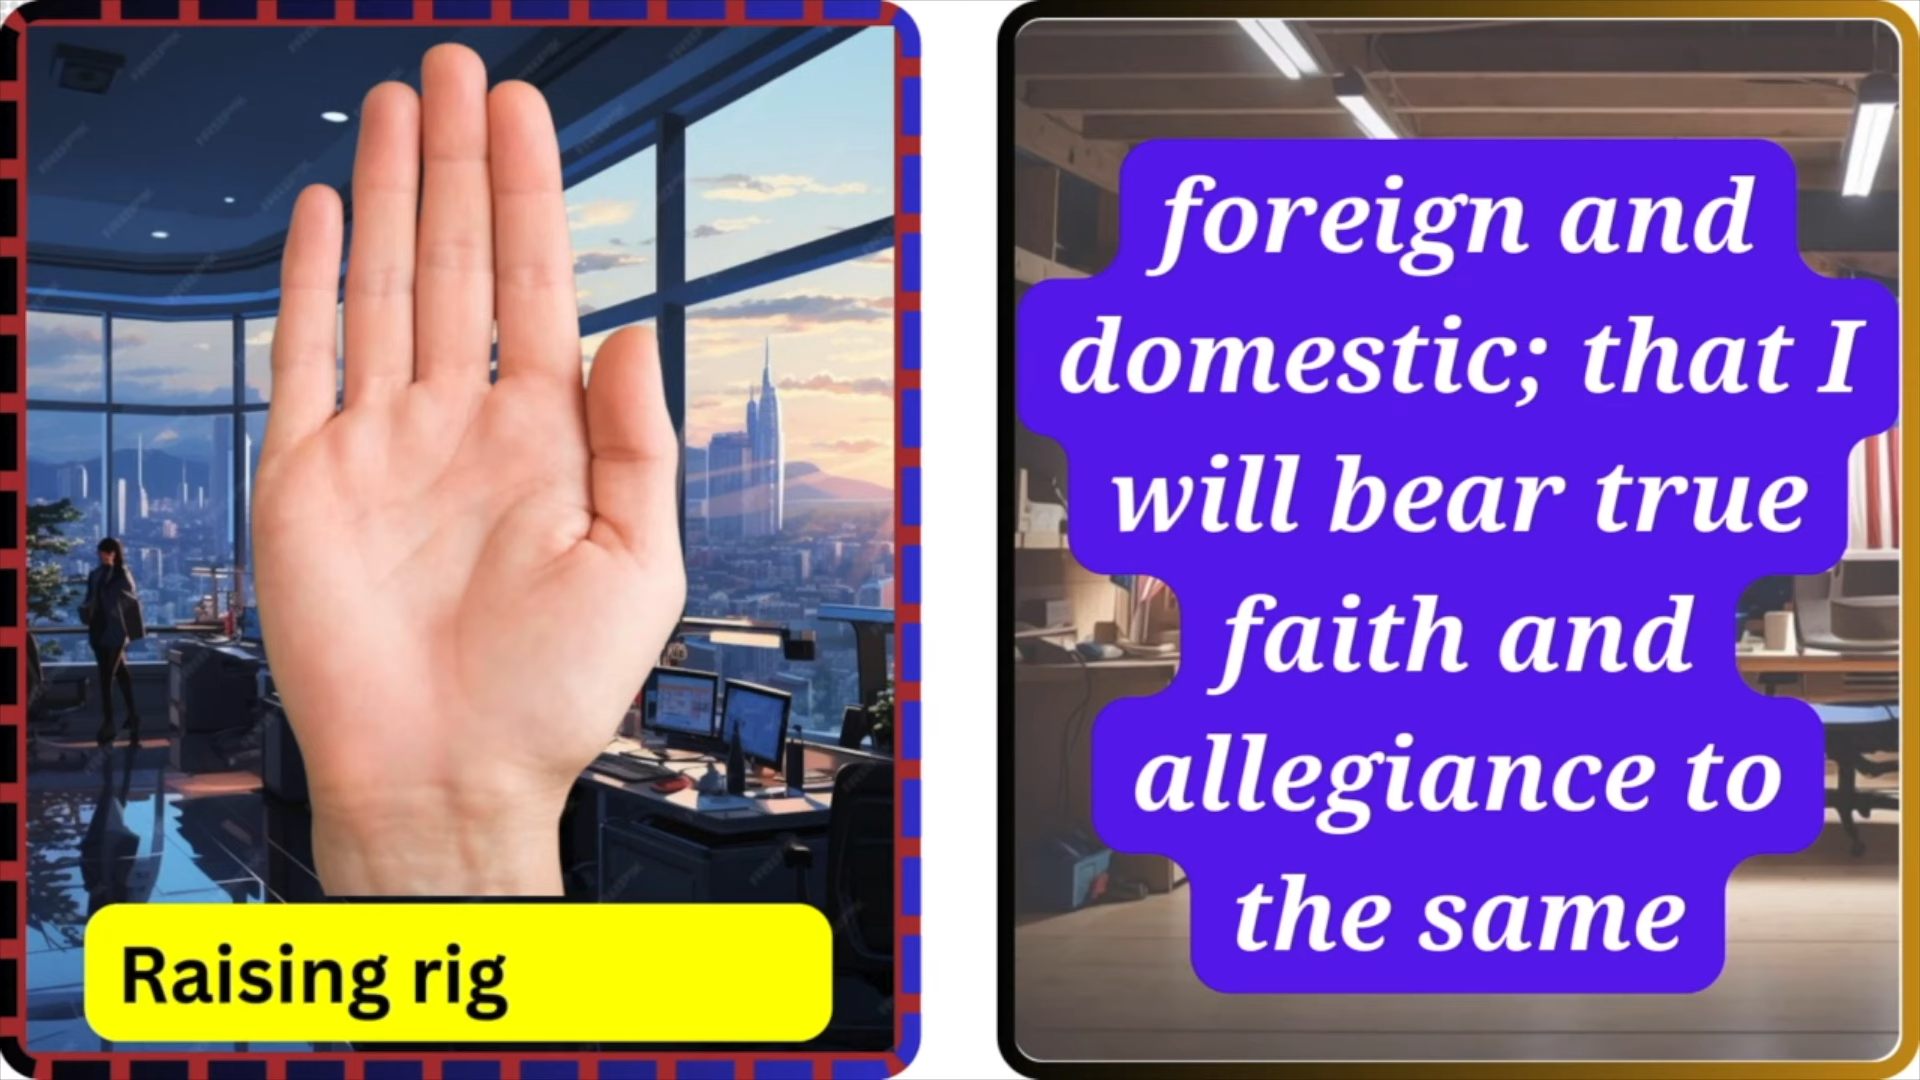 Raising rig
foreign and
domestic; that I
will bear true
faith and
allegiance to
the same